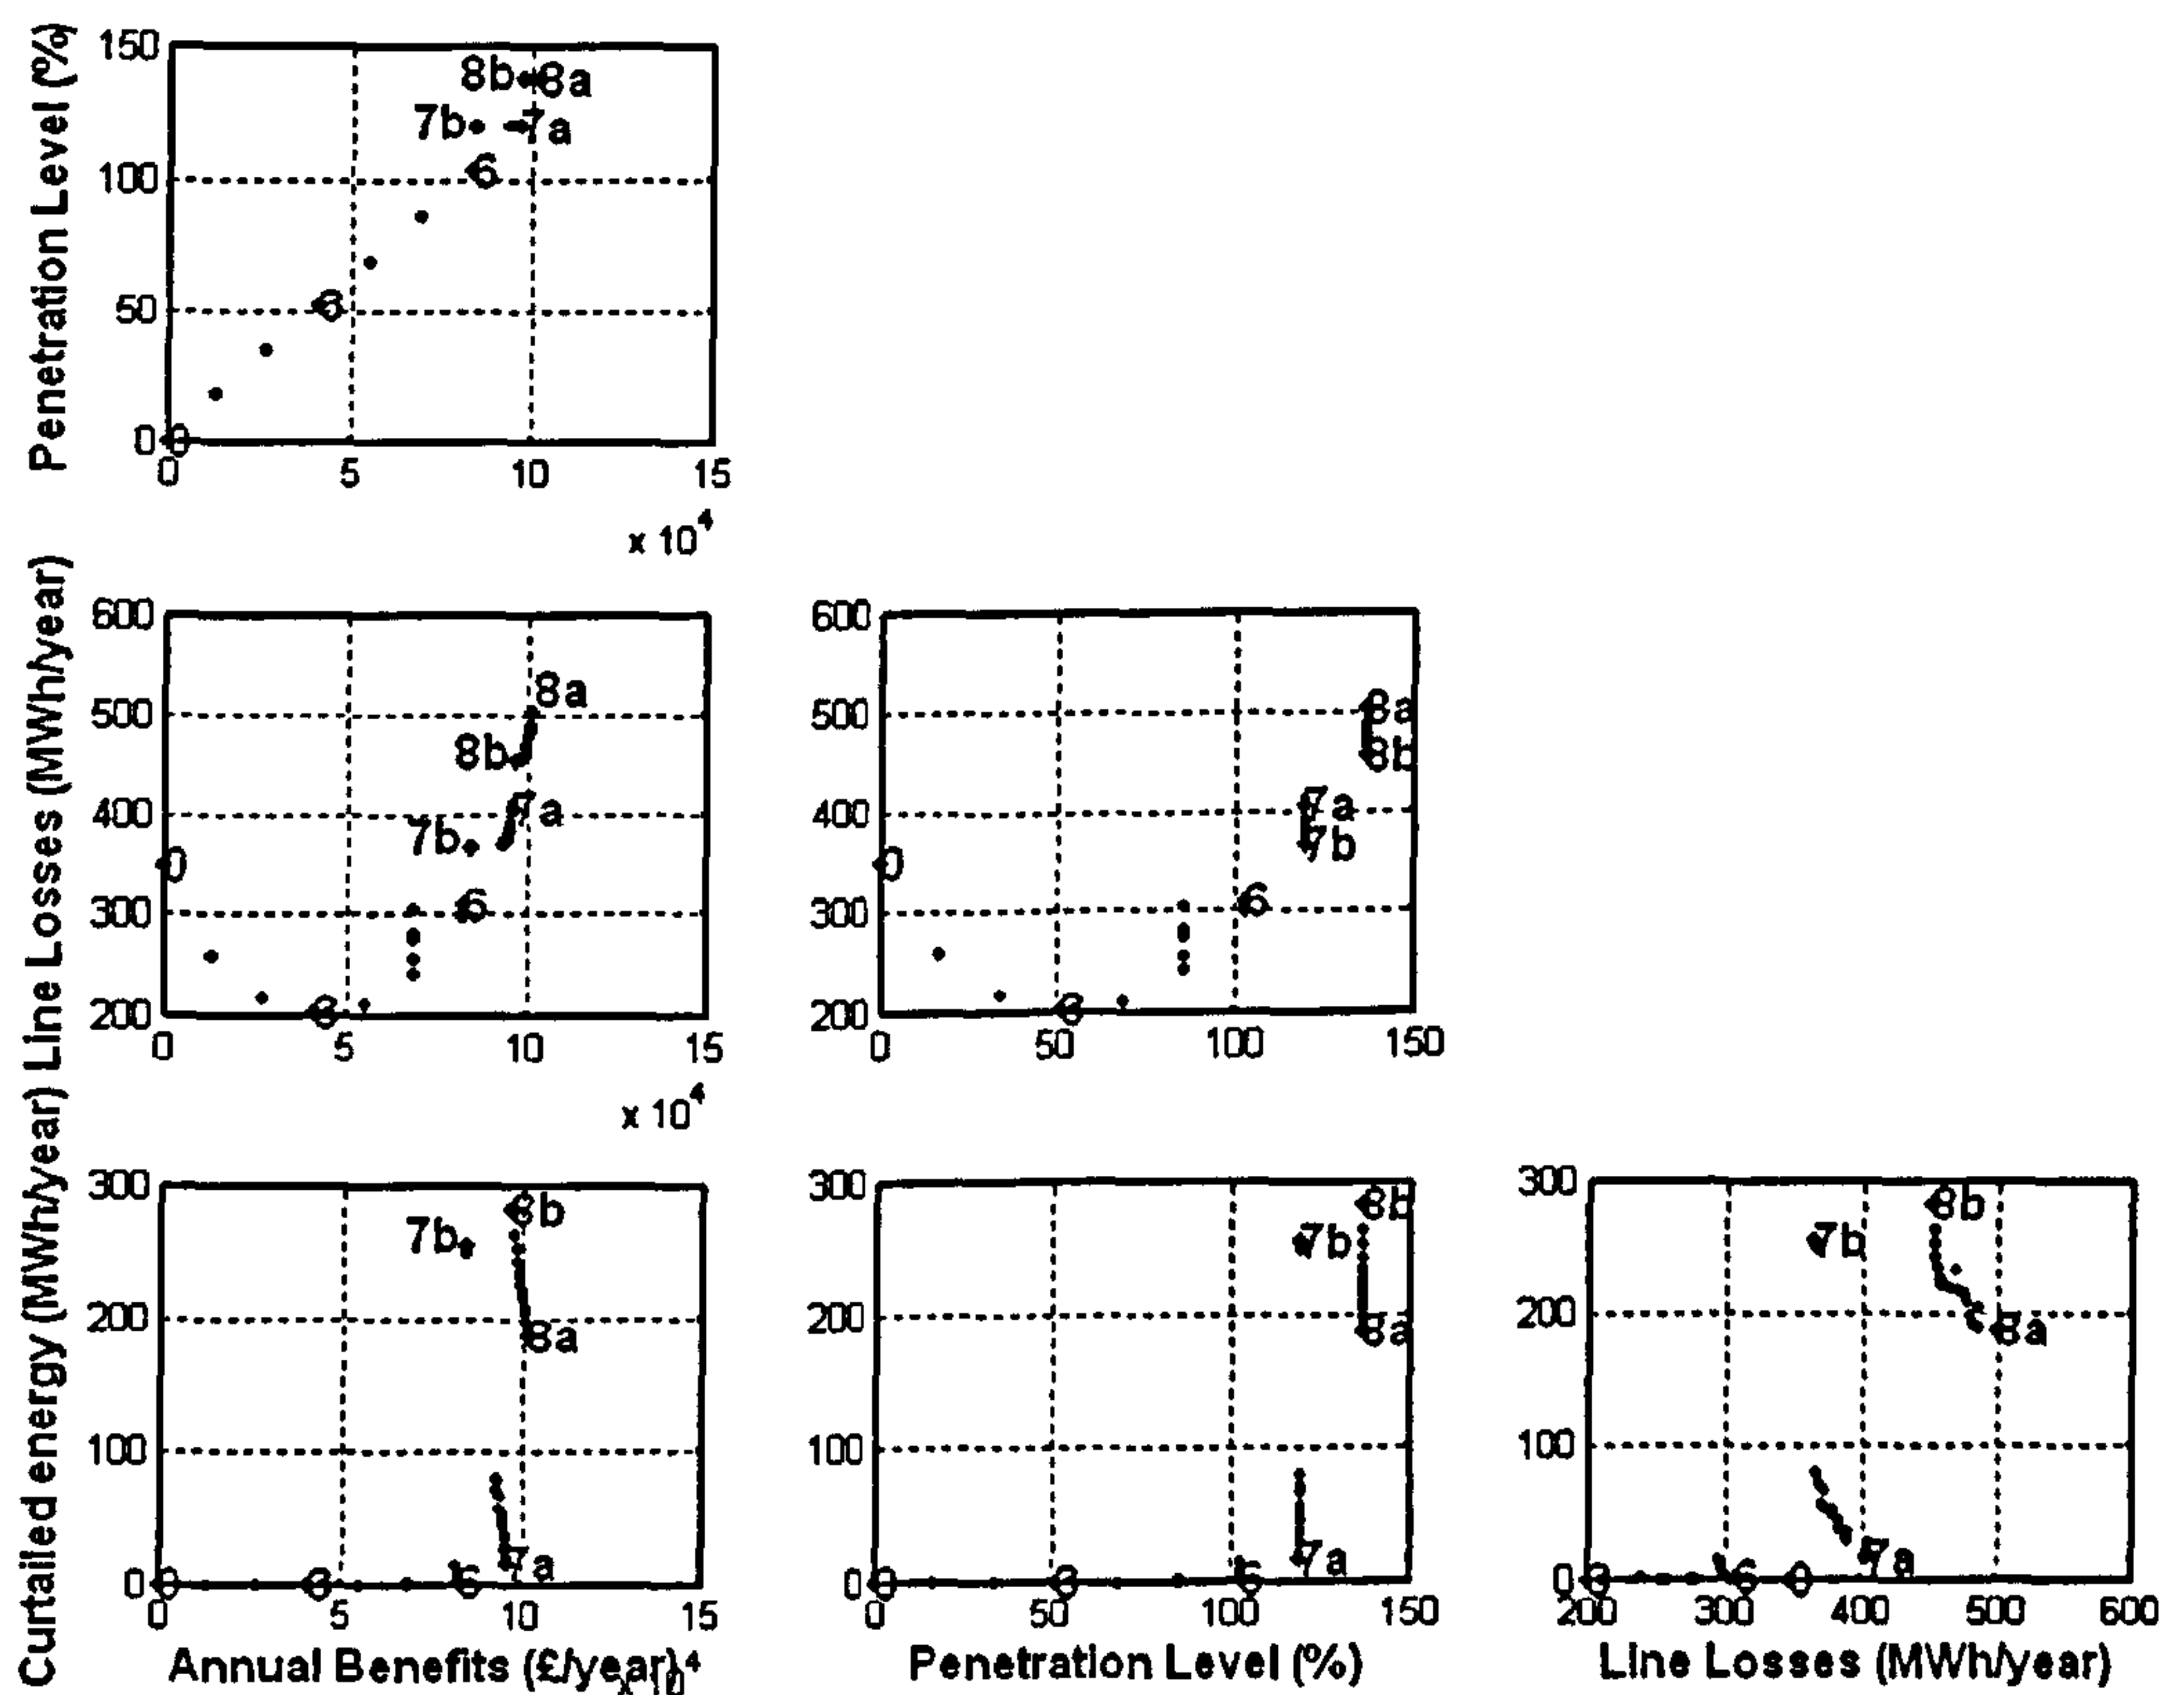 Penetration Level (%)
150
100
50
0
8b 8a
7b 7a
6
3
0
0 5 10 15
x 10⁴
Line Losses (MWh/year)
600
500
400
300
200
8a
8b
7a
7b
0
6
3
0 5 10 15
x 10⁴
600
500
400
300
200
8a
8b
7a
7b
0
6
3
0 50 100 150
Curtailed energy (MWh/year)
300
200
100
0
8b
7b
8a
7a
0 3 6
0 5 10 15
Annual Benefits (£/year)
300
200
100
0
8b
7b
8a
7a
0 3 6
0 50 100 150
Penetration Level (%)
300
200
100
0
8b
7b
8a
7a
3 6 0
200 300 400 500 600
Line Losses (MWh/year)